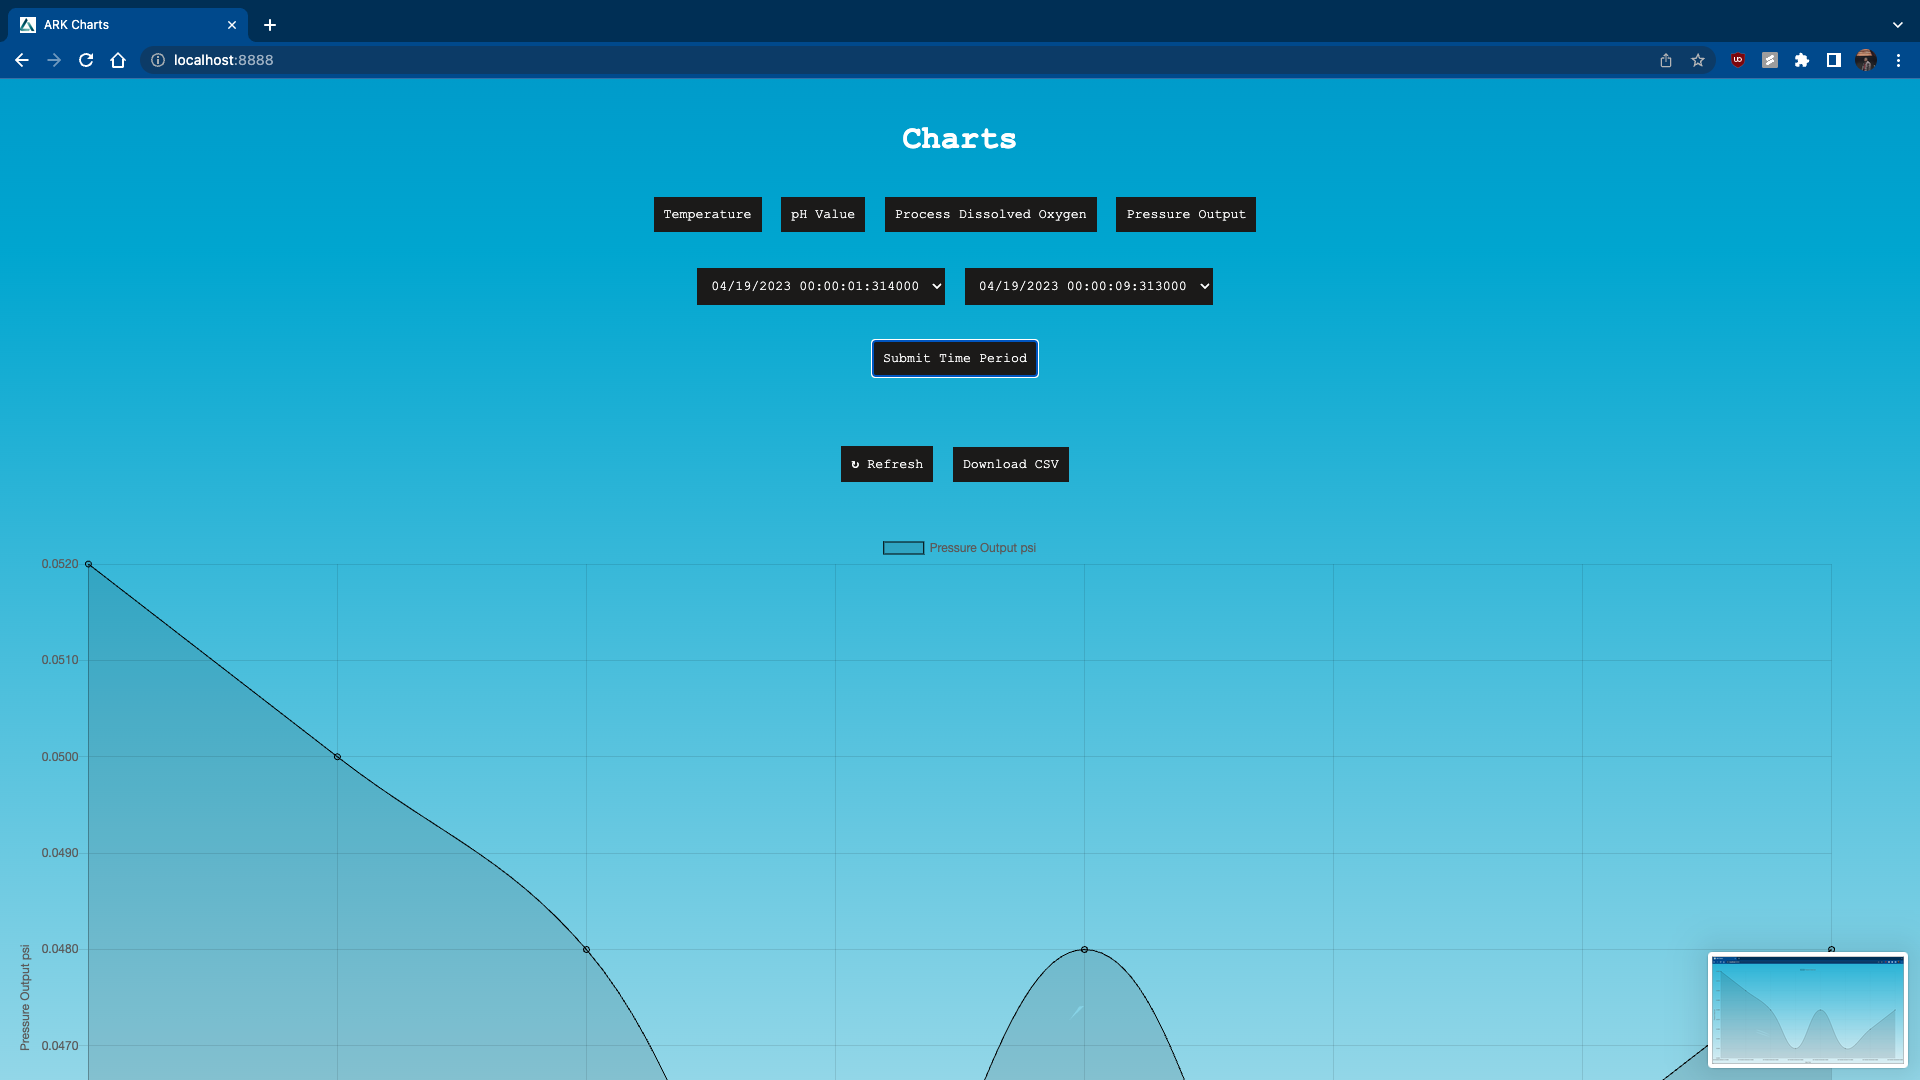 ARK Charts
localhost:8888
Charts
Temperature
pH Value
Process Dissolved Oxygen
Pressure Output
04/19/2023 00:00:01:314000
04/19/2023 00:00:09:313000
Submit Time Period
↻ Refresh
Download CSV
Pressure Output psi
0.0520
0.0510
0.0500
0.0490
0.0480
0.0470
Pressure Output psi